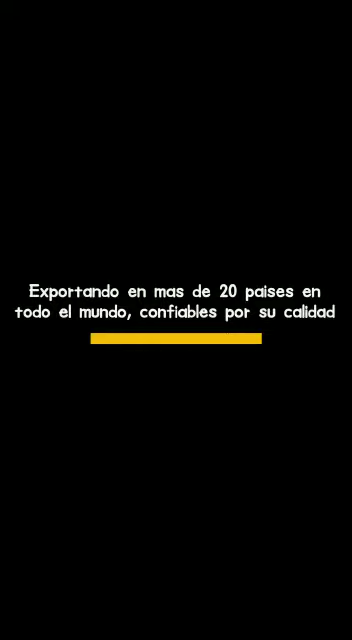 Exportando en mas de 20 paises en
todo el mundo, confiables por su calidad